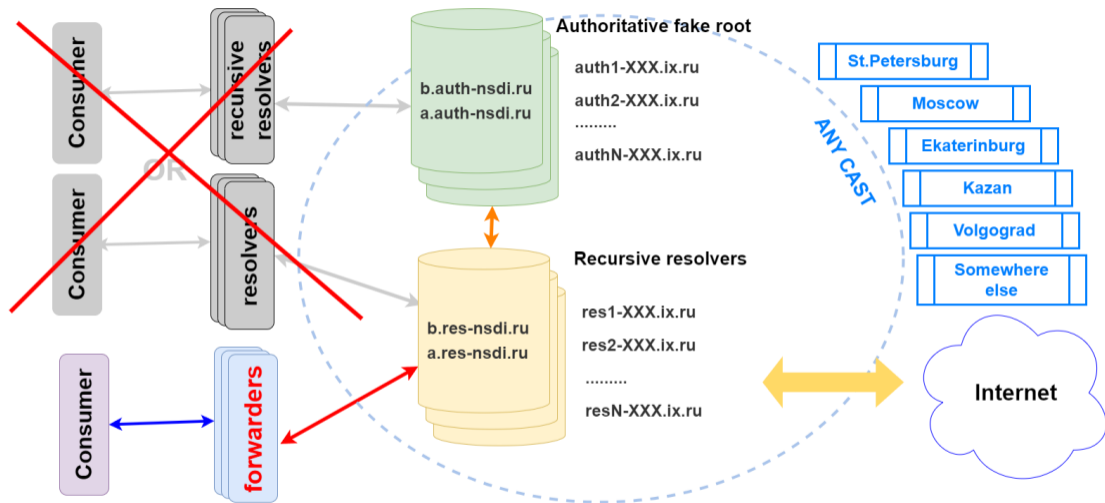 Consumer
recursive
resolvers
OR
Consumer
resolvers
Consumer
forwarders
Authoritative fake root
b.auth-nsdi.ru
a.auth-nsdi.ru
auth1-XXX.ix.ru
auth2-XXX.ix.ru
.........
authN-XXX.ix.ru
Recursive resolvers
b.res-nsdi.ru
a.res-nsdi.ru
res1-XXX.ix.ru
res2-XXX.ix.ru
.........
resN-XXX.ix.ru
ANY CAST
St.Petersburg
Moscow
Ekaterinburg
Kazan
Volgograd
Somewhere
else
Internet